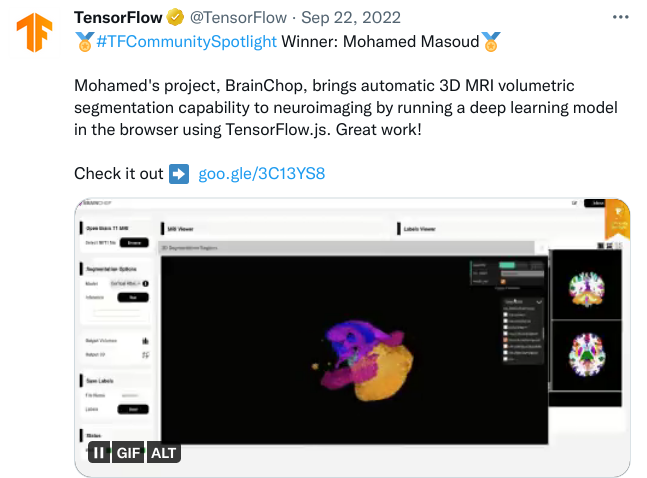 TensorFlow @TensorFlow · Sep 22, 2022
#TFCommunitySpotlight Winner: Mohamed Masoud
Mohamed's project, BrainChop, brings automatic 3D MRI volumetric
segmentation capability to neuroimaging by running a deep learning model
in the browser using TensorFlow.js. Great work!
Check it out goo.gle/3C13YS8
BRAINCHOP
Open Brain T1 MRI
MRI Viewer
Labels Viewer
Select NIFTI file Browse
3D Segmentation Regions
Segmentation Options
Model
Inference Run
Output Volumes
Output 3D
Save Labels
File Name
Labels Save
Status
GIF ALT